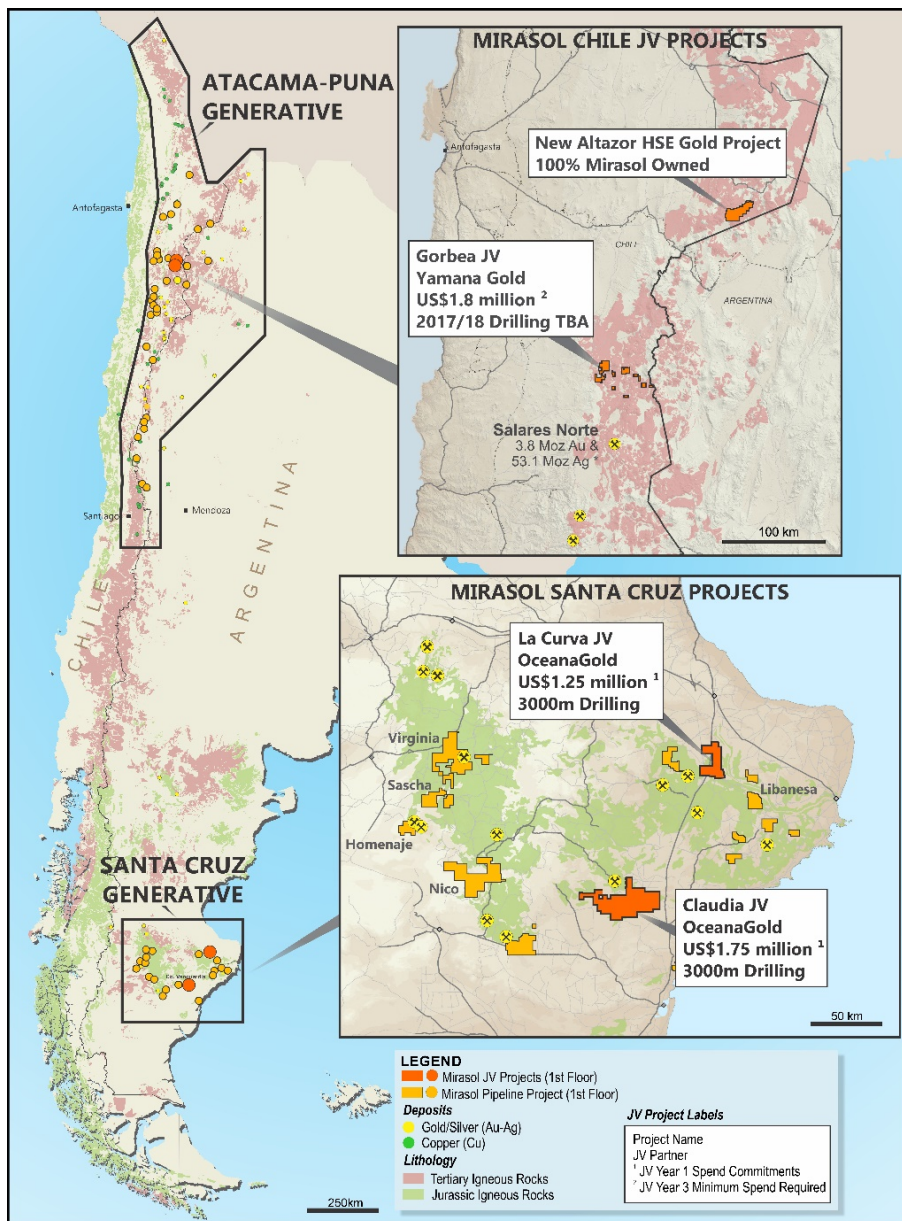 MIRASOL CHILE JV PROJECTS
ATACAMA-PUNA
GENERATIVE
New Altazor HSE Gold Project
100% Mirasol Owned
Antofagasta
Antofagasta
CHILE
ARGENTINA
Gorbea JV
Yamana Gold
US$1.8 million ²
2017/18 Drilling TBA
Salares Norte
3.8 Moz Au &
53.1 Moz Ag *
100 km
Santiago
Mendoza
CHILE
ARGENTINA
MIRASOL SANTA CRUZ PROJECTS
La Curva JV
OceanaGold
US$1.25 million ¹
3000m Drilling
Virginia
Sascha
Homenaje
Nico
Libanesa
Claudia JV
OceanaGold
US$1.75 million ¹
3000m Drilling
50 km
SANTA CRUZ
GENERATIVE
LEGEND
Mirasol JV Projects (1st Floor)
Mirasol Pipeline Project (1st Floor)
Deposits
Gold/Silver (Au-Ag)
Copper (Cu)
Lithology
Tertiary Igneous Rocks
Jurassic Igneous Rocks
JV Project Labels
Project Name
JV Partner
¹ JV Year 1 Spend Commitments
² JV Year 3 Minimum Spend Required
250km